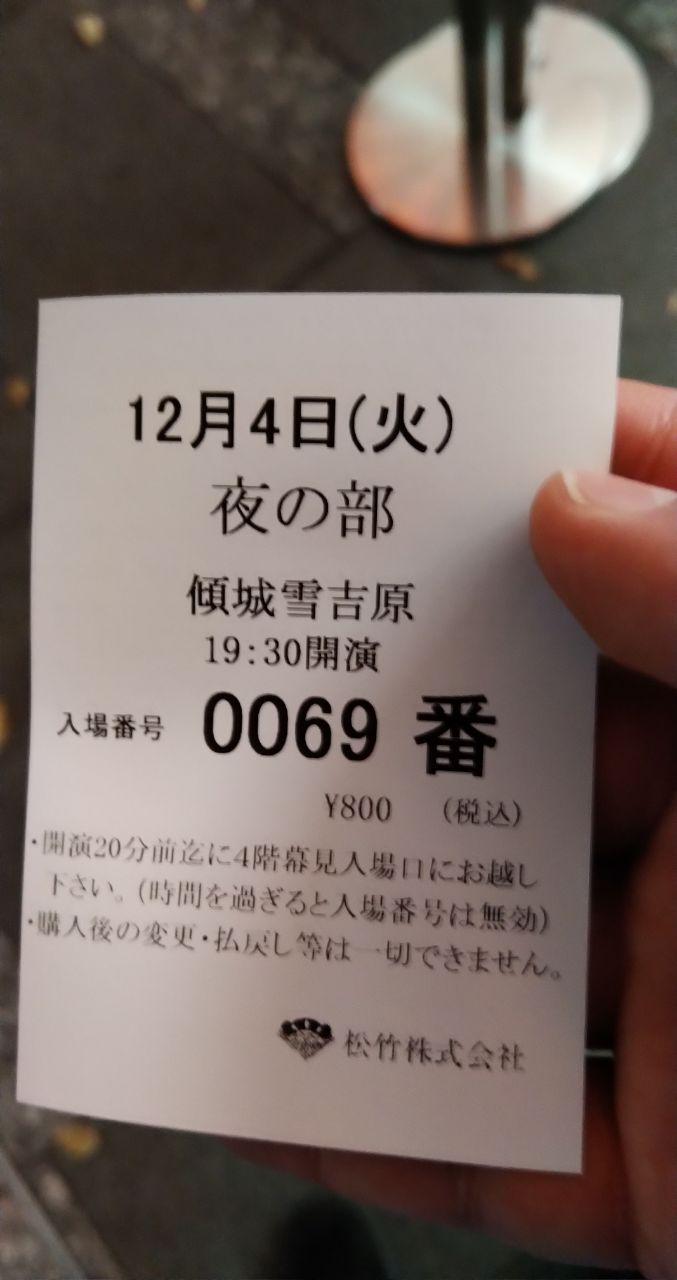 12月4日(火)
夜の部
傾城雪吉原
19:30開演
入場番号 0069 番
¥800 (税込)
・開演20分前迄に4階幕見入場口にお越し
下さい。(時間を過ぎると入場番号は無効)
・購入後の変更・払戻し等は一切できません。
松竹株式会社